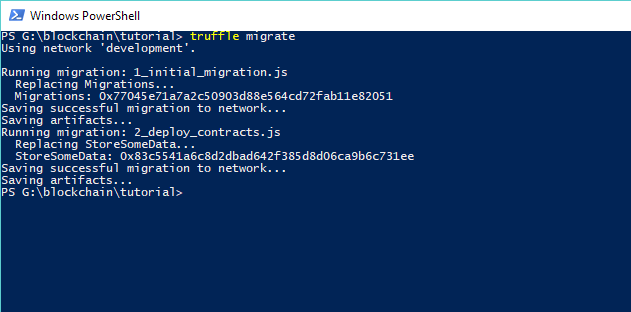 Windows PowerShell
PS G:\blockchain\tutorial> truffle migrate
Using network 'development'.
Running migration: 1_initial_migration.js
Replacing Migrations...
Migrations: 0x77045e71a7a2c50903d88e564cd72fab11e82051
Saving successful migration to network...
Saving artifacts...
Running migration: 2_deploy_contracts.js
Replacing StoreSomeData...
StoreSomeData: 0x83c5541a6c8d2dbad642f385d8d06ca9b6c731ee
Saving successful migration to network...
Saving artifacts...
PS G:\blockchain\tutorial>